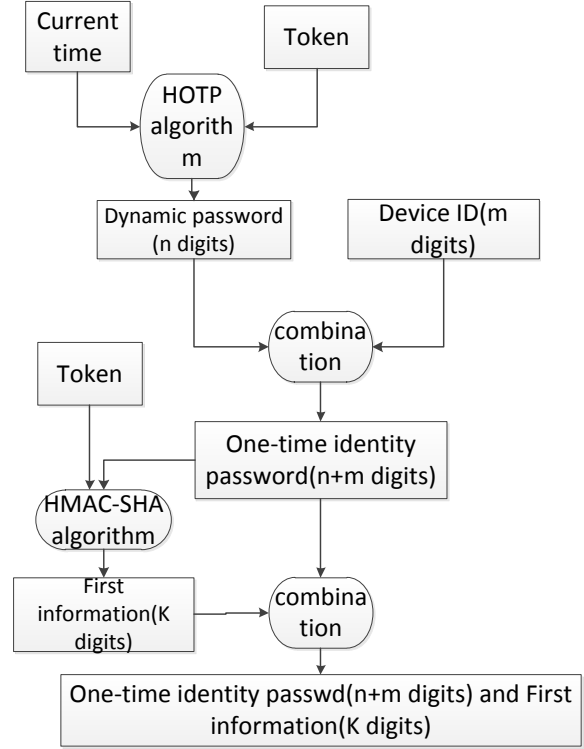 Current
time
Token
HOTP
algorith
m
Dynamic password
(n digits)
Device ID(m
digits)
combina
tion
Token
One-time identity
password(n+m digits)
HMAC-SHA
algorithm
First
information(K
digits)
combina
tion
One-time identity passwd(n+m digits) and First
information(K digits)